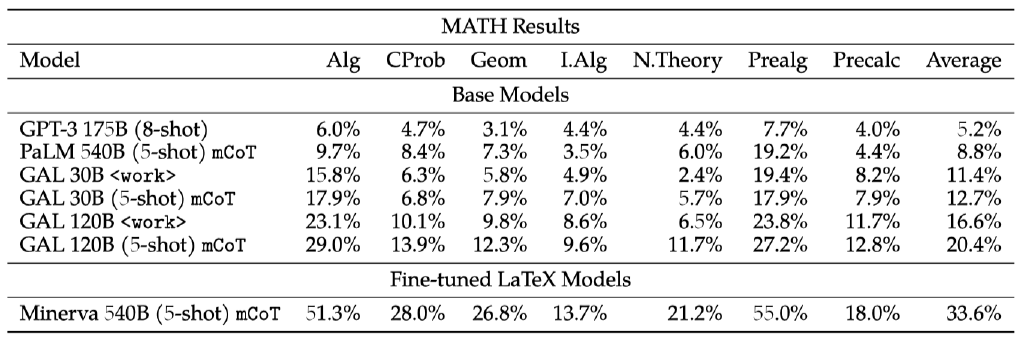 MATH Results
Model Alg CProb Geom I.Alg N.Theory Prealg Precalc Average
Base Models
GPT-3 175B (8-shot) 6.0% 4.7% 3.1% 4.4% 4.4% 7.7% 4.0% 5.2%
PaLM 540B (5-shot) mCoT 9.7% 8.4% 7.3% 3.5% 6.0% 19.2% 4.4% 8.8%
GAL 30B <work> 15.8% 6.3% 5.8% 4.9% 2.4% 19.4% 8.2% 11.4%
GAL 30B (5-shot) mCoT 17.9% 6.8% 7.9% 7.0% 5.7% 17.9% 7.9% 12.7%
GAL 120B <work> 23.1% 10.1% 9.8% 8.6% 6.5% 23.8% 11.7% 16.6%
GAL 120B (5-shot) mCoT 29.0% 13.9% 12.3% 9.6% 11.7% 27.2% 12.8% 20.4%
Fine-tuned LaTeX Models
Minerva 540B (5-shot) mCoT 51.3% 28.0% 26.8% 13.7% 21.2% 55.0% 18.0% 33.6%